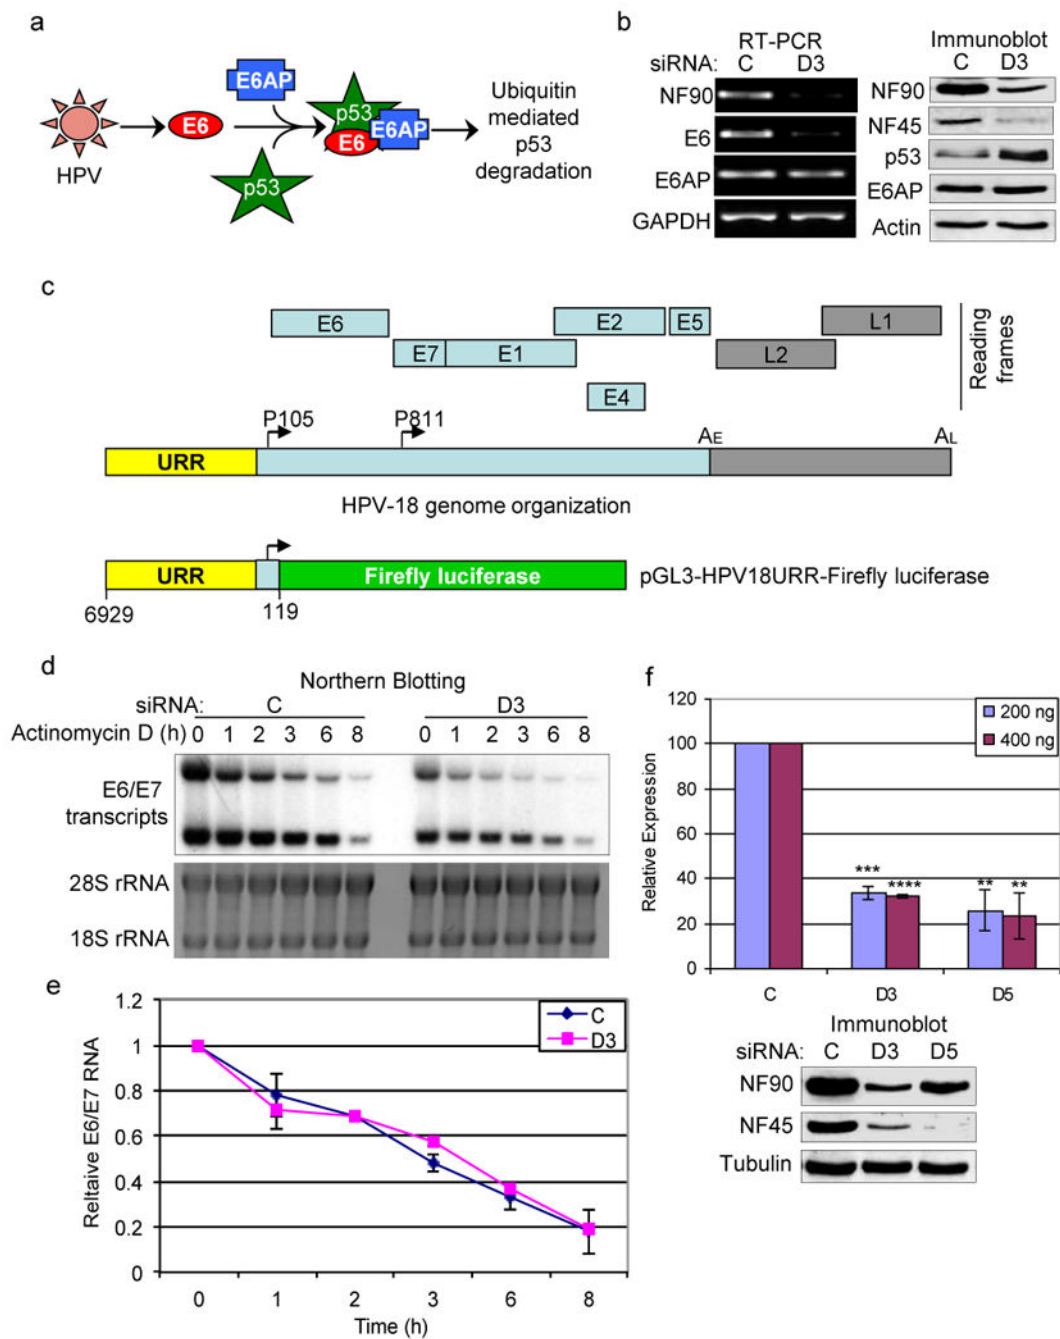 a
HPV
E6
E6AP
p53
p53
E6
E6AP
Ubiquitin
mediated
p53
degradation
b
RT-PCR
siRNA: C D3
NF90
E6
E6AP
GAPDH
Immunoblot
C D3
NF90
NF45
p53
E6AP
Actin
c
E6 E2 E5 L1
E7 E1 L2
E4
Reading
frames
P105 P811 AE AL
URR
HPV-18 genome organization
URR Firefly luciferase pGL3-HPV18URR-Firefly luciferase
6929 119
d
Northern Blotting
siRNA: C D3
Actinomycin D (h) 0 1 2 3 6 8 0 1 2 3 6 8
E6/E7
transcripts
28S rRNA
18S rRNA
e
Reltaive E6/E7 RNA
1.2
1
0.8
0.6
0.4
0.2
0
C
D3
0 1 2 3 6 8
Time (h)
f
Relative Expression
120
100
80
60
40
20
0
200 ng
400 ng
*** **** ** **
C D3 D5
Immunoblot
siRNA: C D3 D5
NF90
NF45
Tubulin